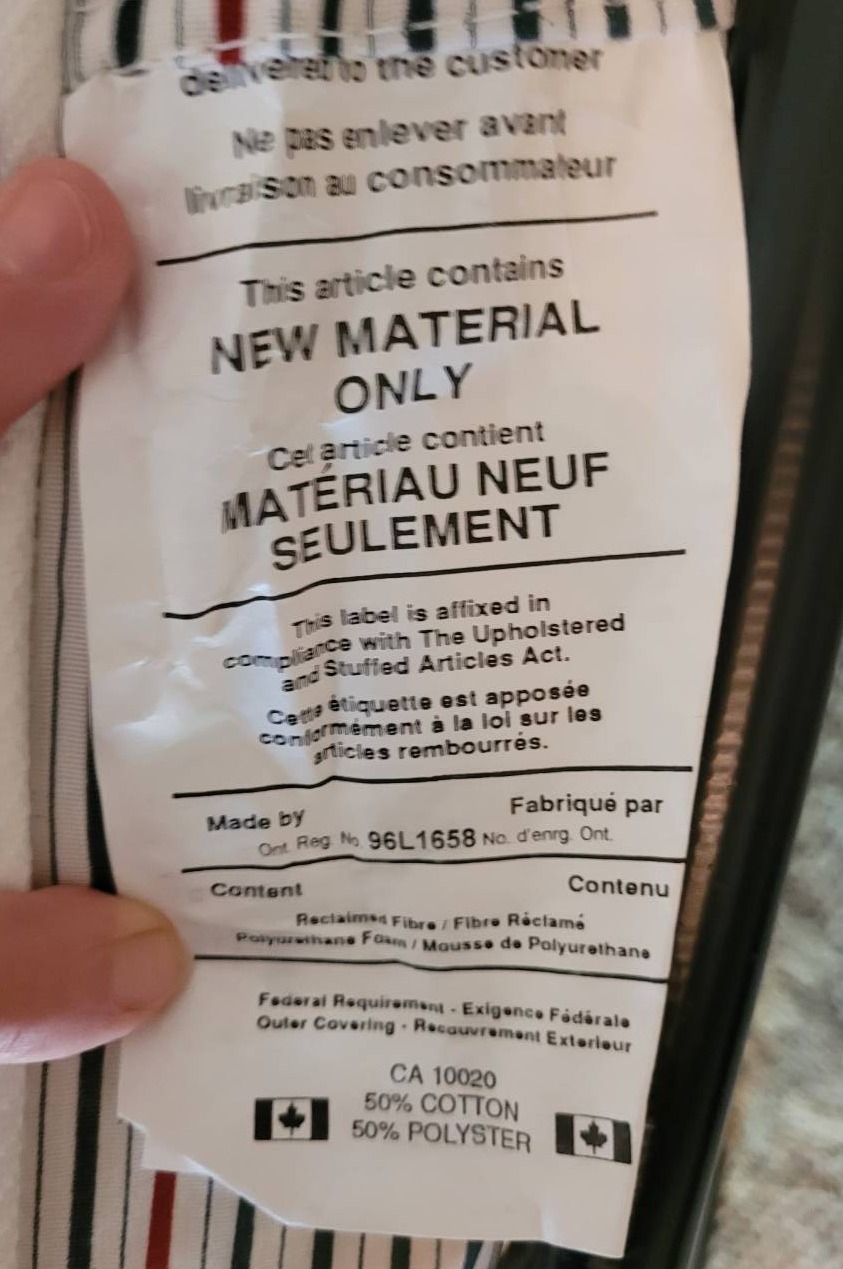 delivered to the customer
Ne pas enlever avant
livraison au consommateur
This article contains
NEW MATERIAL
ONLY
Cet article contient
MATÉRIAU NEUF
SEULEMENT
This label is affixed in
compliance with The Upholstered
and Stuffed Articles Act.
Cette étiquette est apposée
conformément à la loi sur les
articles rembourrés.
Made by Fabriqué par
Ont. Reg. No. 96L1658 No. d'enrg. Ont.
Content Contenu
Reclaimed Fibre / Fibre Réclamé
Polyurethane Foam / Mousse de Polyurethane
Federal Requirement - Exigence Fédérale
Outer Covering - Recouvrement Exterieur
CA 10020
50% COTTON
50% POLYSTER